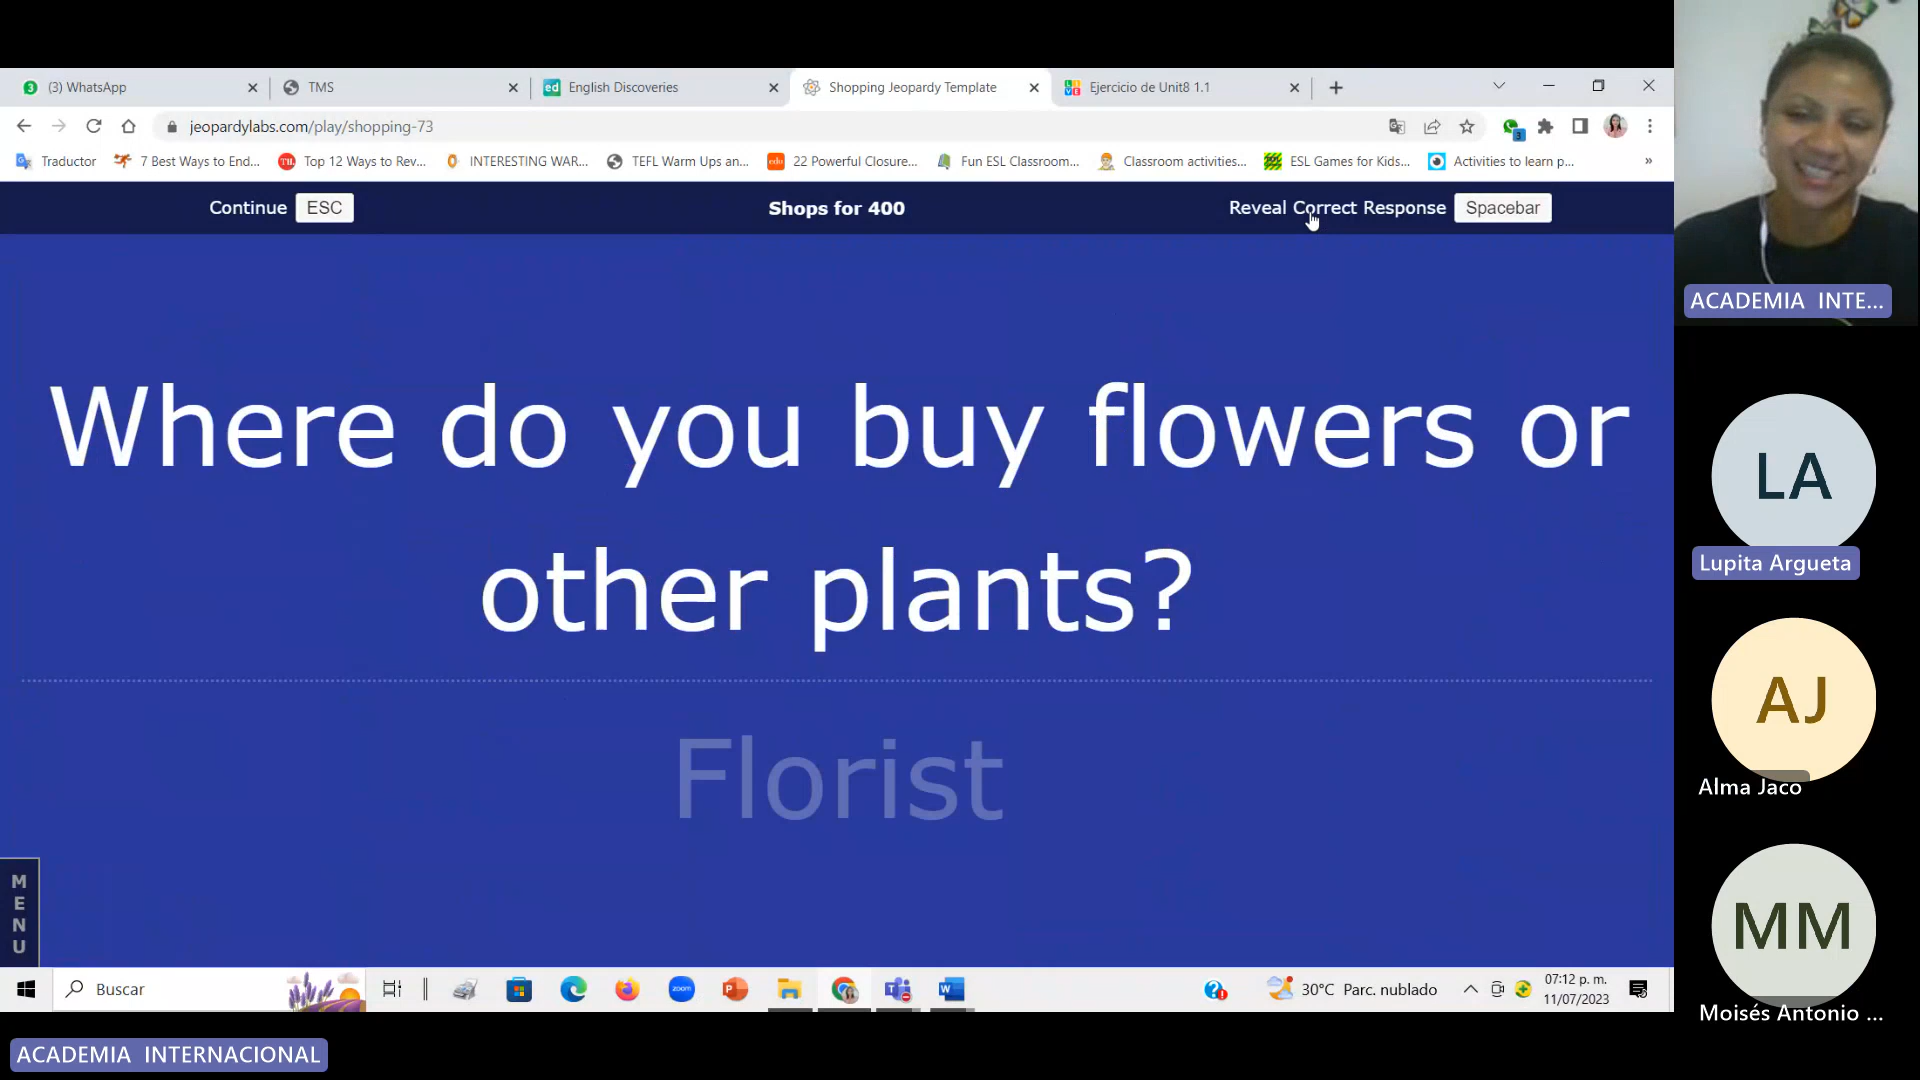 (3) WhatsApp
TMS
English Discoveries
Shopping Jeopardy Template
Ejercicio de Unit8 1.1
jeopardylabs.com/play/shopping-73
Traductor
7 Best Ways to End...
Top 12 Ways to Rev...
INTERESTING WAR...
TEFL Warm Ups an...
22 Powerful Closure...
Fun ESL Classroom...
Classroom activities...
ESL Games for Kids...
Activities to learn p...
Continue ESC
Shops for 400
Reveal Correct Response Spacebar
Where do you buy flowers or
other plants?
Florist
MENU
Buscar
30°C Parc. nublado
07:12 p. m.
11/07/2023
ACADEMIA INTE...
LA
Lupita Argueta
AJ
Alma Jaco
MM
Moisés Antonio ...
ACADEMIA INTERNACIONAL